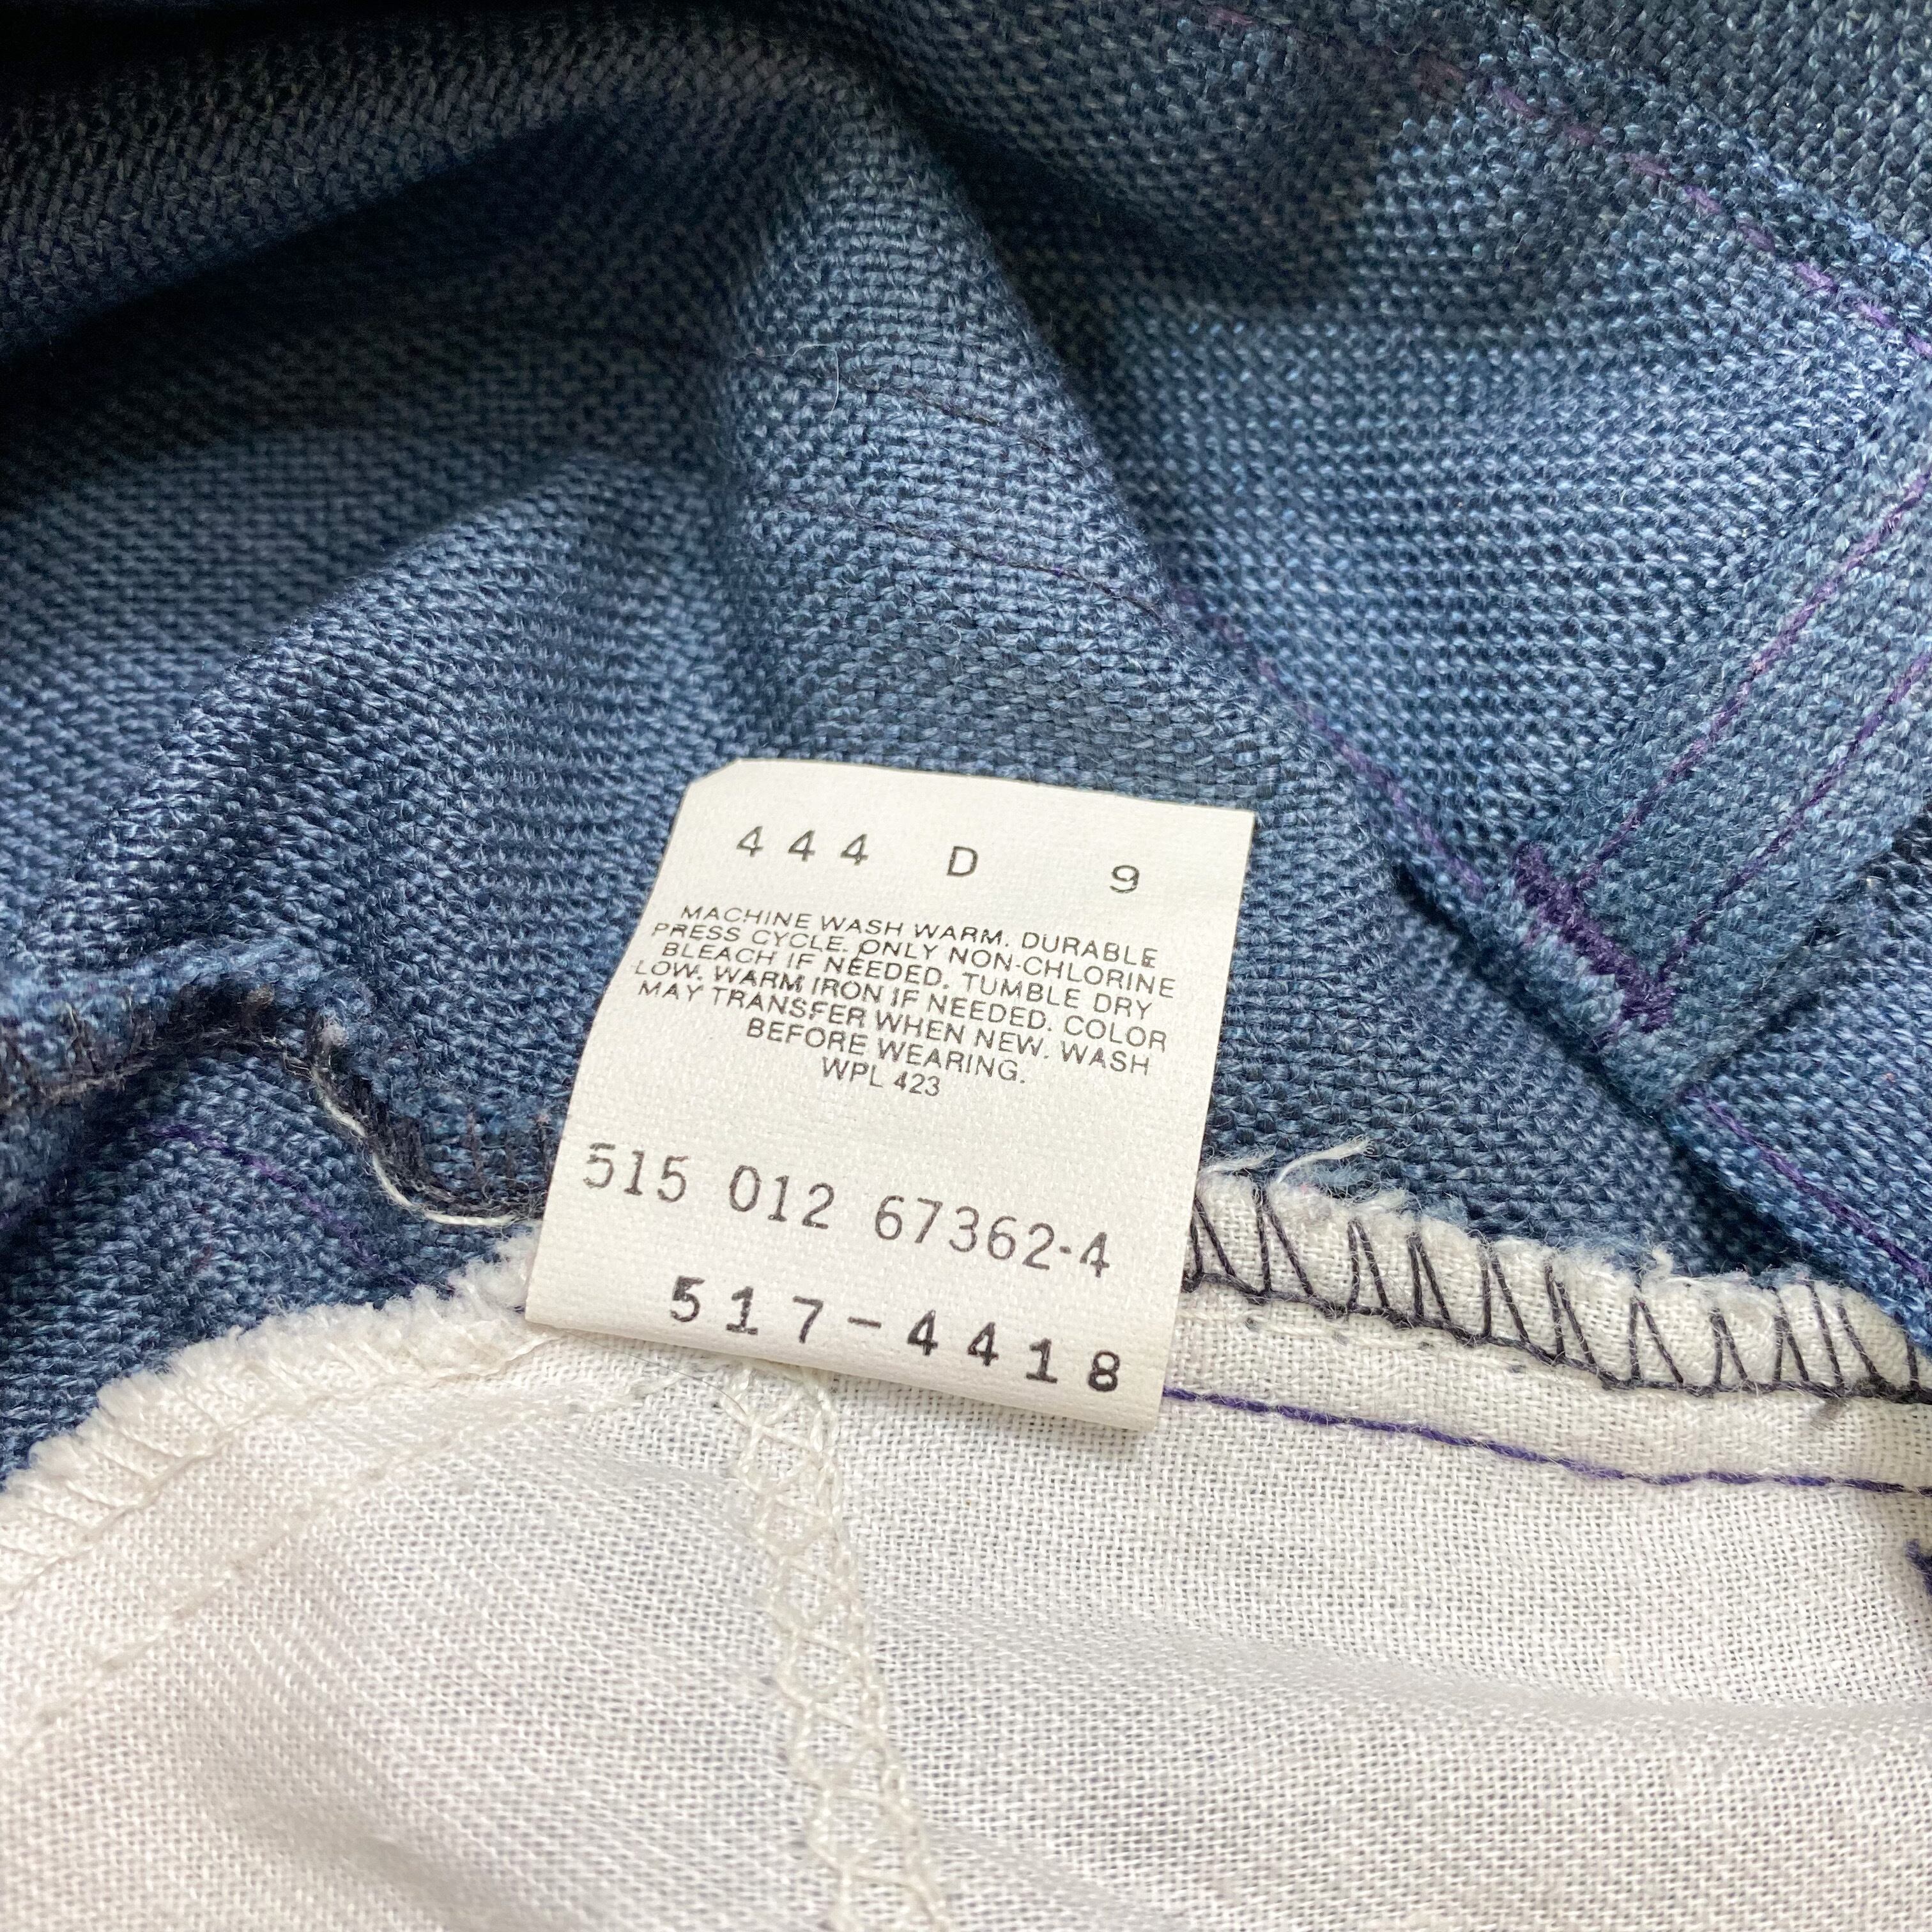 444 D 9
MACHINE WASH WARM. DURABLE
PRESS CYCLE. ONLY NON-CHLORINE
BLEACH IF NEEDED. TUMBLE DRY
LOW. WARM IRON IF NEEDED. COLOR
MAY TRANSFER WHEN NEW. WASH
BEFORE WEARING.
WPL 423
515 012 67362-4
517-4418